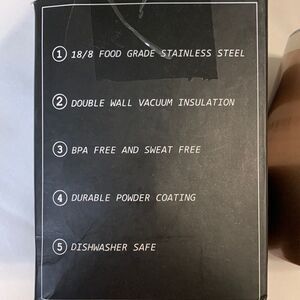 1 18/8 FOOD GRADE STAINLESS STEEL
2 DOUBLE WALL VACUUM INSULATION
3 BPA FREE AND SWEAT FREE
4 DURABLE POWDER COATING
5 DISHWASHER SAFE